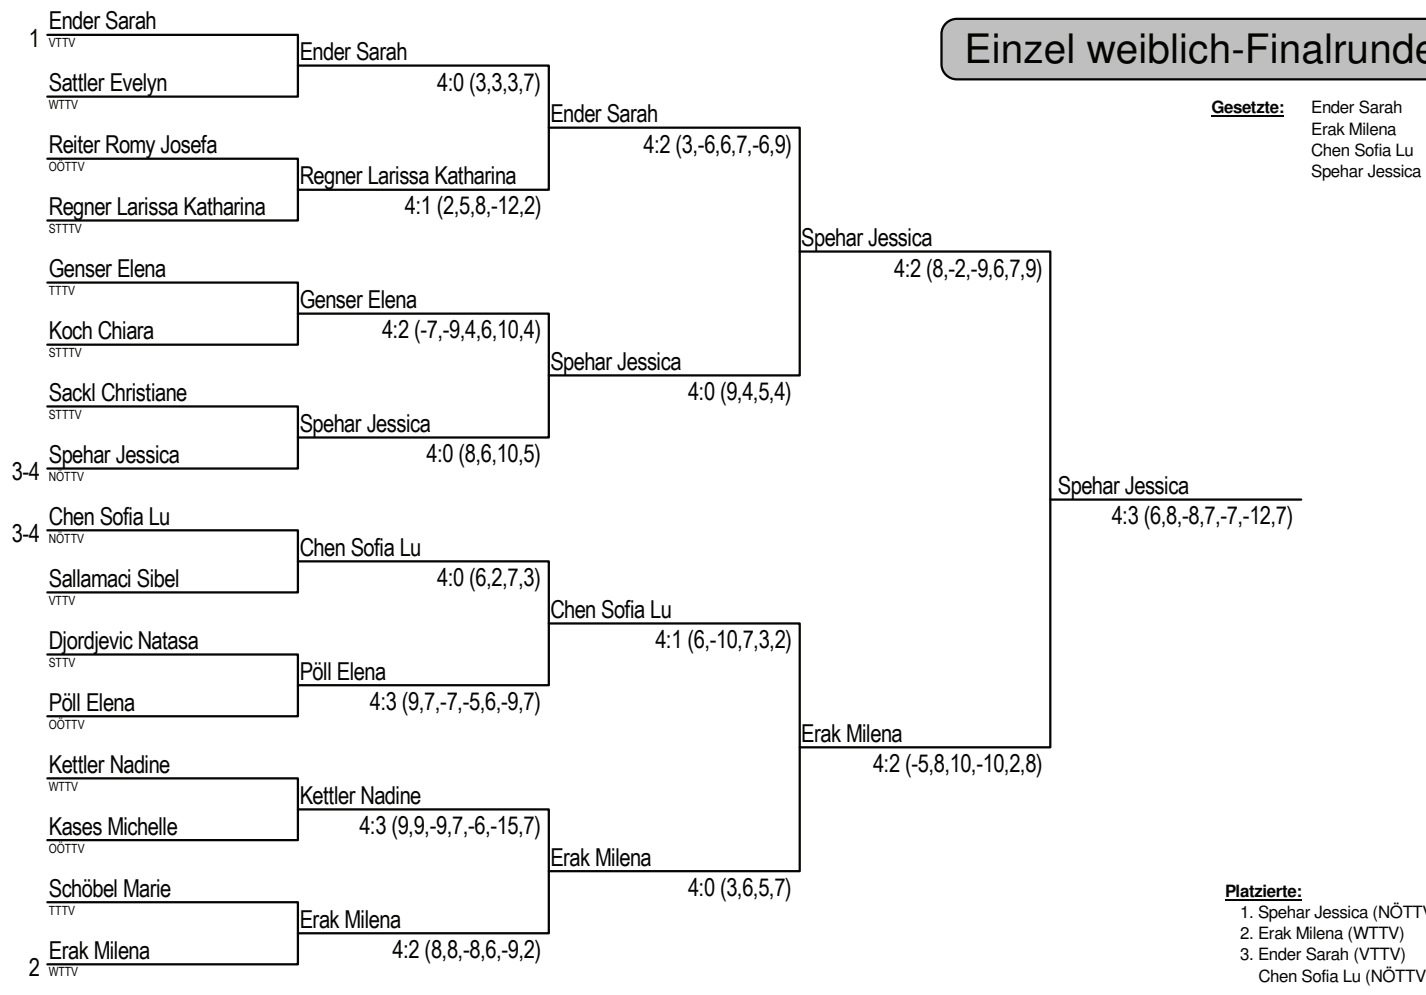 Einzel weiblich-Finalrunde
Gesetzte: Ender Sarah
Erak Milena
Chen Sofia Lu
Spehar Jessica
1 Ender Sarah
VTTV
Sattler Evelyn
WTTV
Reiter Romy Josefa
OÖTTV
Regner Larissa Katharina
STTTV
Genser Elena
TTTV
Koch Chiara
STTTV
Sackl Christiane
STTTV
3-4 Spehar Jessica
NÖTTV
3-4 Chen Sofia Lu
NÖTTV
Sallamaci Sibel
VTTV
Djordjevic Natasa
STTV
Pöll Elena
OÖTTV
Kettler Nadine
WTTV
Kases Michelle
OÖTTV
Schöbel Marie
TTTV
2 Erak Milena
WTTV
Ender Sarah
4:0 (3,3,3,7)
Regner Larissa Katharina
4:1 (2,5,8,-12,2)
Genser Elena
4:2 (-7,-9,4,6,10,4)
Spehar Jessica
4:0 (8,6,10,5)
Chen Sofia Lu
4:0 (6,2,7,3)
Pöll Elena
4:3 (9,7,-7,-5,6,-9,7)
Kettler Nadine
4:3 (9,9,-9,7,-6,-15,7)
Erak Milena
4:2 (8,8,-8,6,-9,2)
Ender Sarah
4:2 (3,-6,6,7,-6,9)
Spehar Jessica
4:0 (9,4,5,4)
Chen Sofia Lu
4:1 (6,-10,7,3,2)
Erak Milena
4:0 (3,6,5,7)
Spehar Jessica
4:2 (8,-2,-9,6,7,9)
Erak Milena
4:2 (-5,8,10,-10,2,8)
Spehar Jessica
4:3 (6,8,-8,7,-7,-12,7)
Platzierte:
1. Spehar Jessica (NÖTTV
2. Erak Milena (WTTV)
3. Ender Sarah (VTTV)
Chen Sofia Lu (NÖTTV